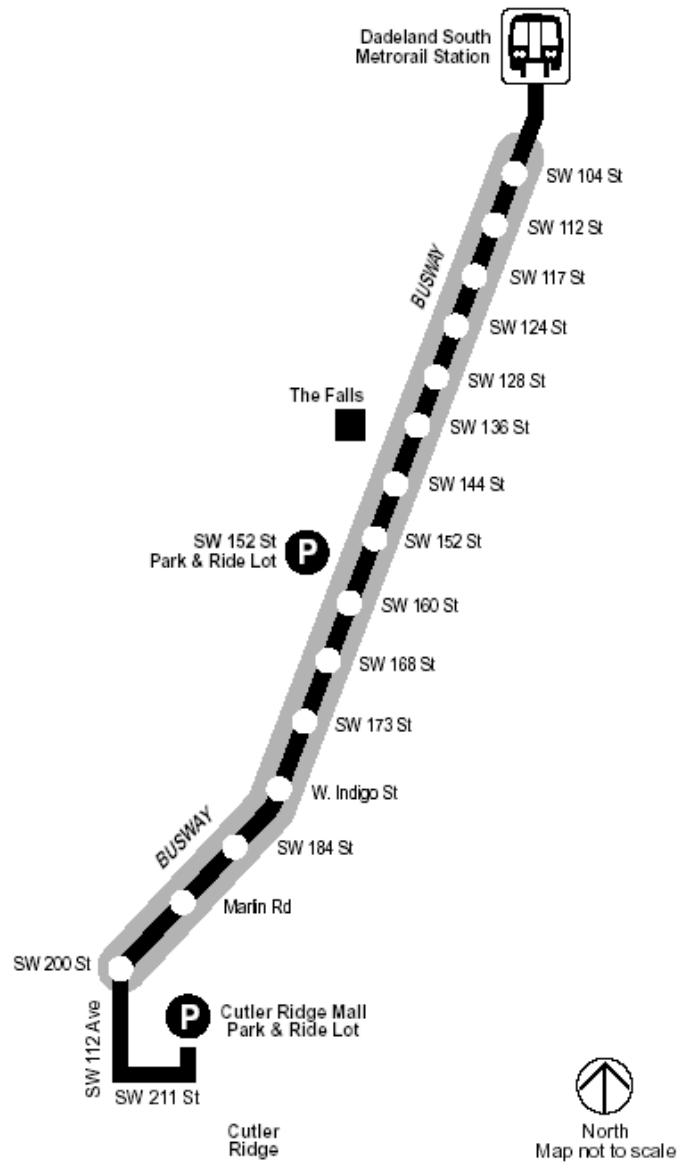 Dadeland South
Metrorail Station
SW 104 St
SW 112 St
BUSWAY
SW 117 St
SW 124 St
SW 128 St
The Falls
SW 136 St
SW 144 St
SW 152 St
Park & Ride Lot
P
SW 152 St
SW 160 St
SW 168 St
SW 173 St
W. Indigo St
BUSWAY
SW 184 St
Marlin Rd
SW 200 St
SW 112 Ave
P
Cutler Ridge Mall
Park & Ride Lot
SW 211 St
Cutler
Ridge
North
Map not to scale